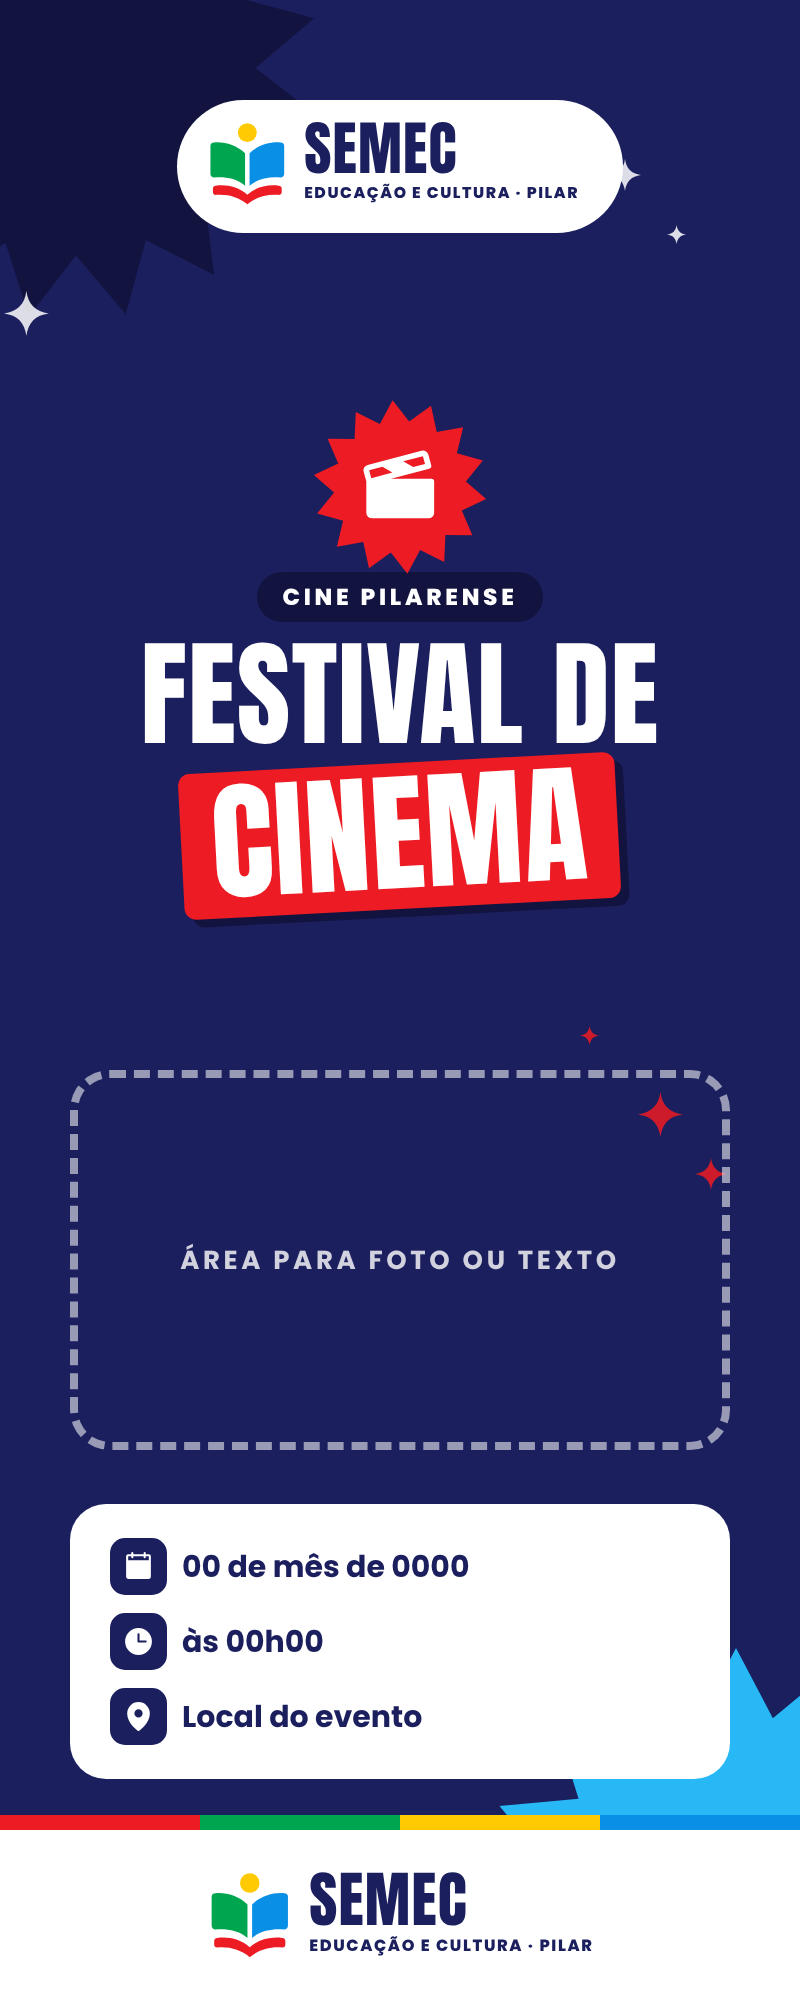 SEMEC
EDUCAÇÃO E CULTURA · PILAR
CINE PILARENSE
FESTIVAL DE
CINEMA
ÁREA PARA FOTO OU TEXTO
00 de mês de 0000
às 00h00
Local do evento
SEMEC
EDUCAÇÃO E CULTURA · PILAR